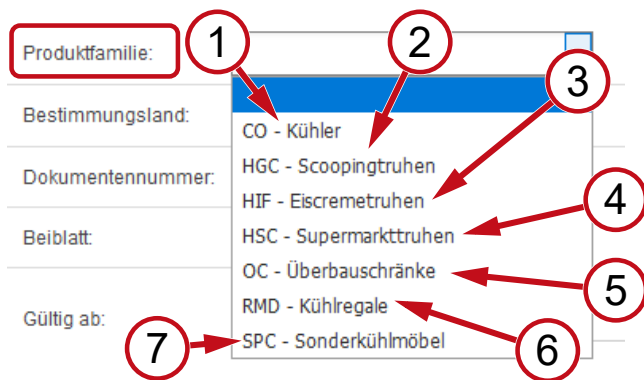 1
2
3
Produktfamilie:
Bestimmungsland:
CO - Kühler
HGC - Scoopingtruhen
Dokumentennummer:
HIF - Eiscremetruhen
4
Beiblatt:
HSC - Supermarkttruhen
OC - Überbauschränke
5
Gültig ab:
RMD - Kühlregale
6
7
SPC - Sonderkühlmöbel